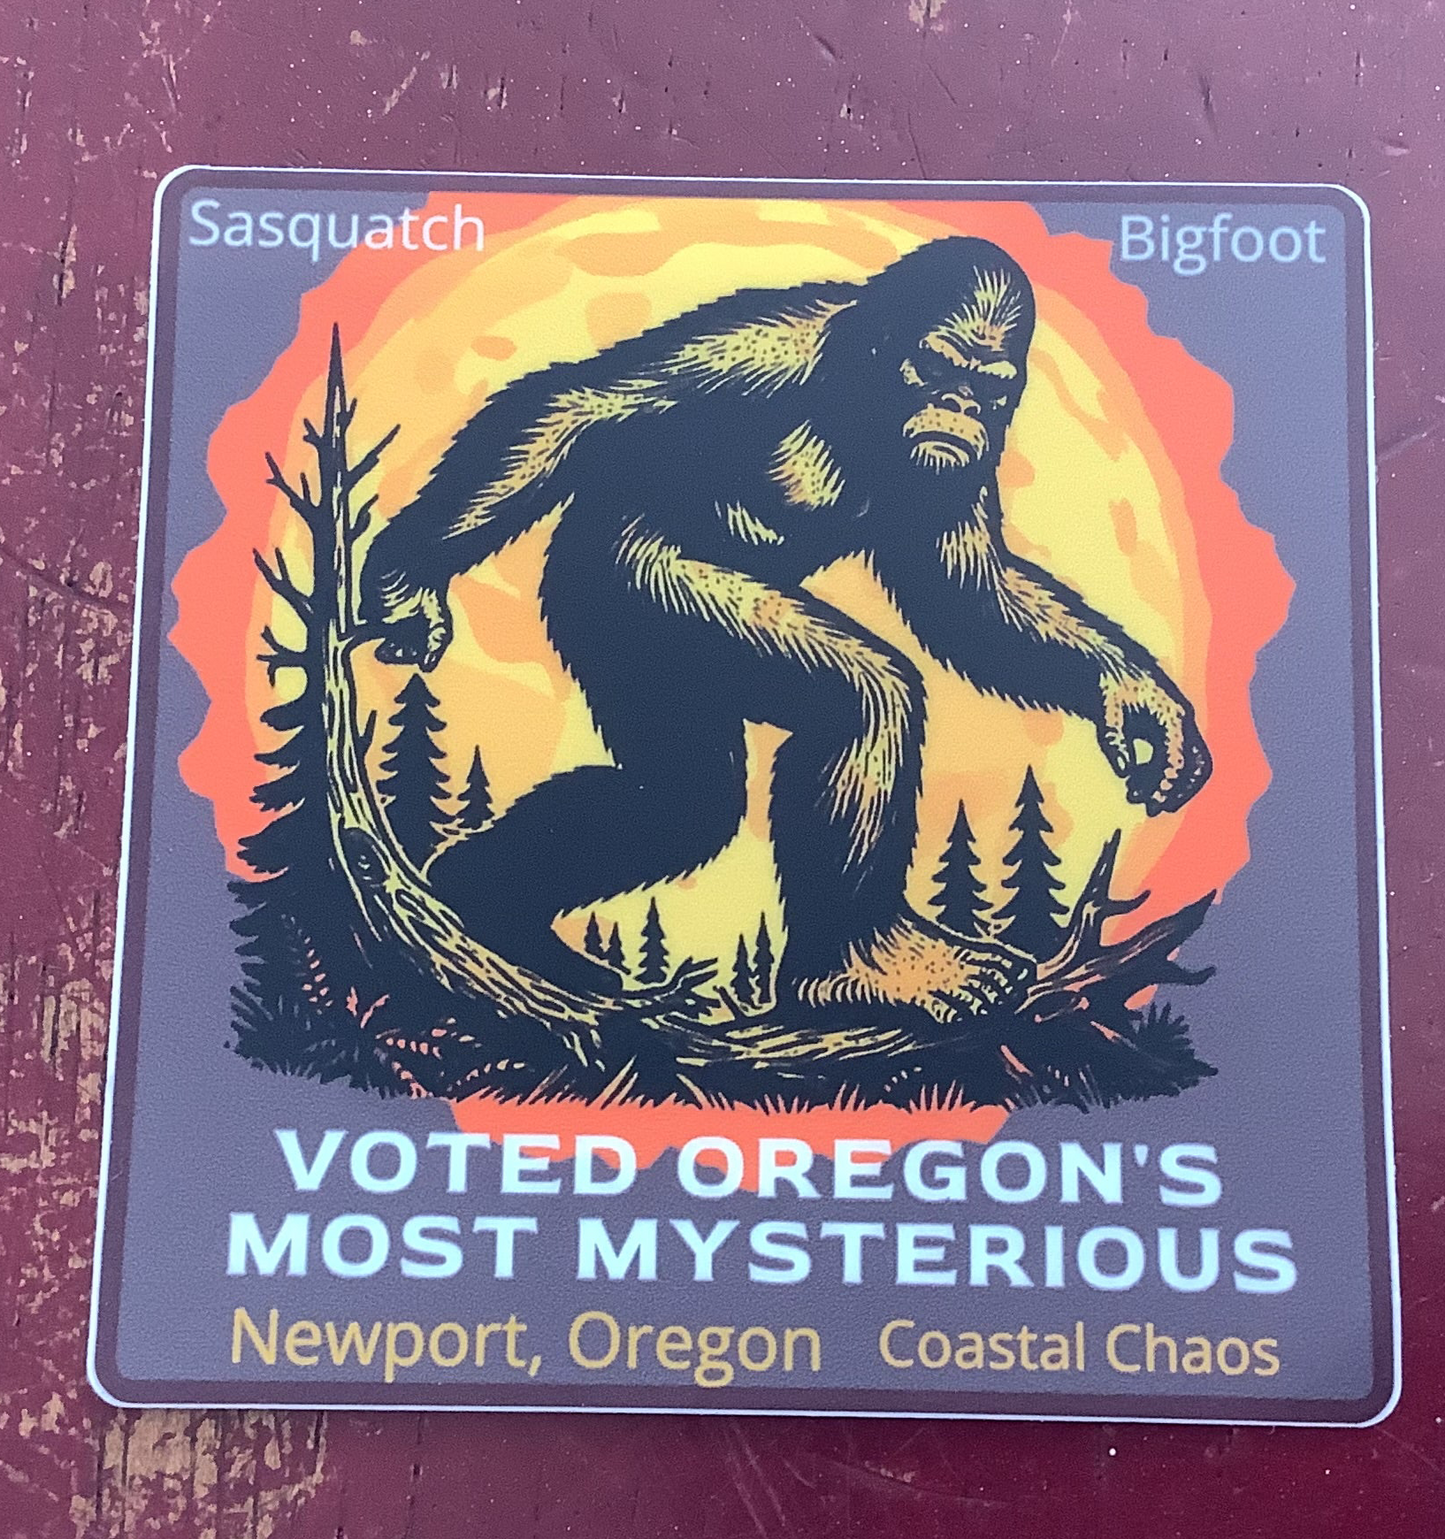 Sasquatch Bigfoot
VOTED OREGON'S
MOST MYSTERIOUS
Newport, Oregon Coastal Chaos